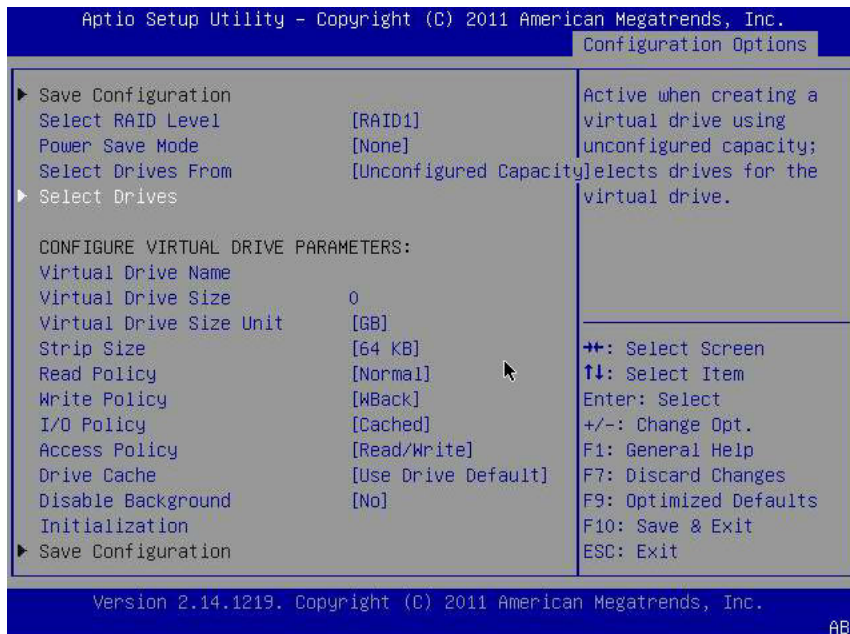 Aptio Setup Utility – Copyright (C) 2011 American Megatrends, Inc.
Configuration Options
Save Configuration
Select RAID Level [RAID1]
Power Save Mode [None]
Select Drives From [Unconfigured Capacity]
Select Drives
CONFIGURE VIRTUAL DRIVE PARAMETERS:
Virtual Drive Name
Virtual Drive Size 0
Virtual Drive Size Unit [GB]
Strip Size [64 KB]
Read Policy [Normal]
Write Policy [WBack]
I/O Policy [Cached]
Access Policy [Read/Write]
Drive Cache [Use Drive Default]
Disable Background [No]
Initialization
Save Configuration
Active when creating a
virtual drive using
unconfigured capacity;
elects drives for the
virtual drive.
→←: Select Screen
↑↓: Select Item
Enter: Select
+/-: Change Opt.
F1: General Help
F7: Discard Changes
F9: Optimized Defaults
F10: Save & Exit
ESC: Exit
Version 2.14.1219. Copyright (C) 2011 American Megatrends, Inc.
AB